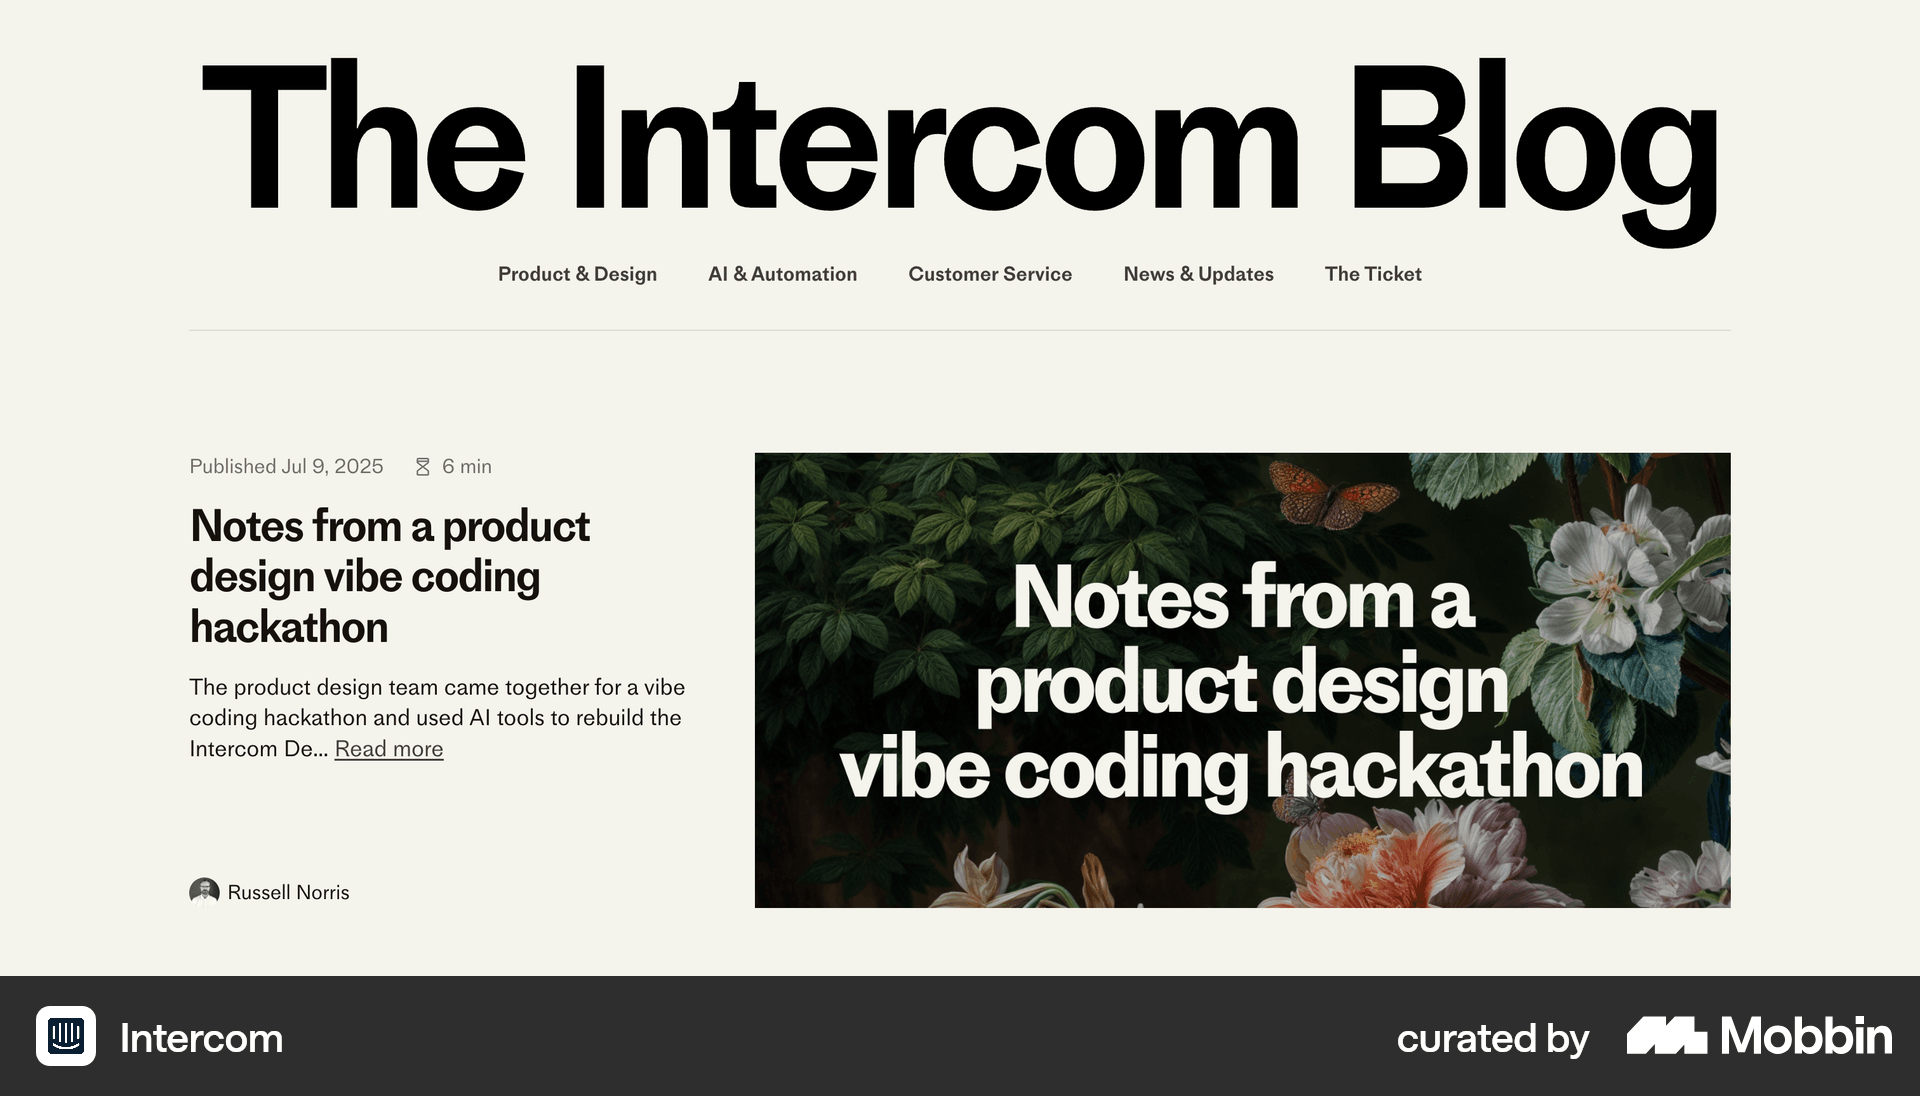 The Intercom Blog
Product & Design
AI & Automation
Customer Service
News & Updates
The Ticket
Published Jul 9, 2025
6 min
Notes from a product
design vibe coding
hackathon
The product design team came together for a vibe
coding hackathon and used AI tools to rebuild the
Intercom De... Read more
Russell Norris
Notes from a
product design
vibe coding hackathon
Intercom
curated by
Mobbin